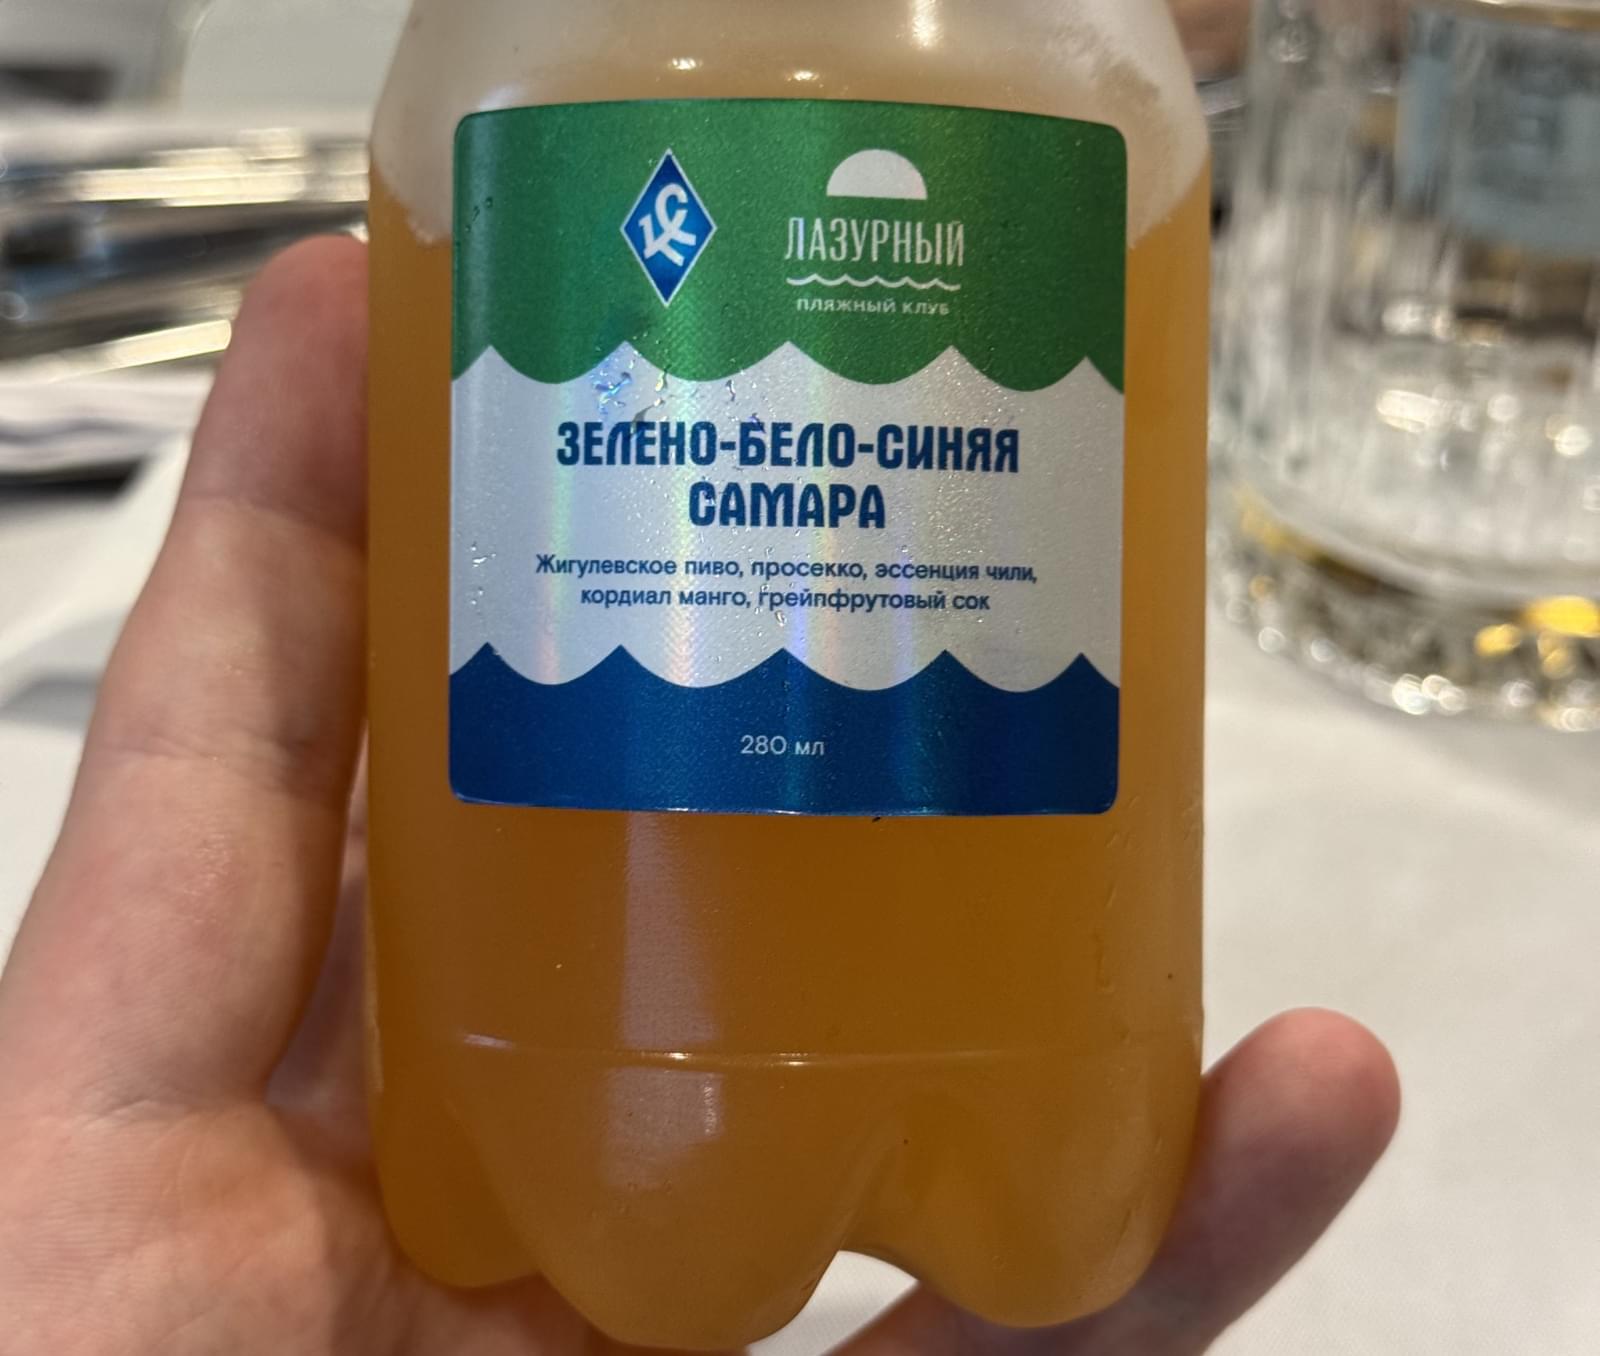 КС
ЛАЗУРНЫЙ
ПЛЯЖНЫЙ КЛУБ
ЗЕЛЕНО-БЕЛО-СИНЯЯ
САМАРА
Жигулевское пиво, просекко, эссенция чили,
кордиал манго, грейпфрутовый сок
280 мл